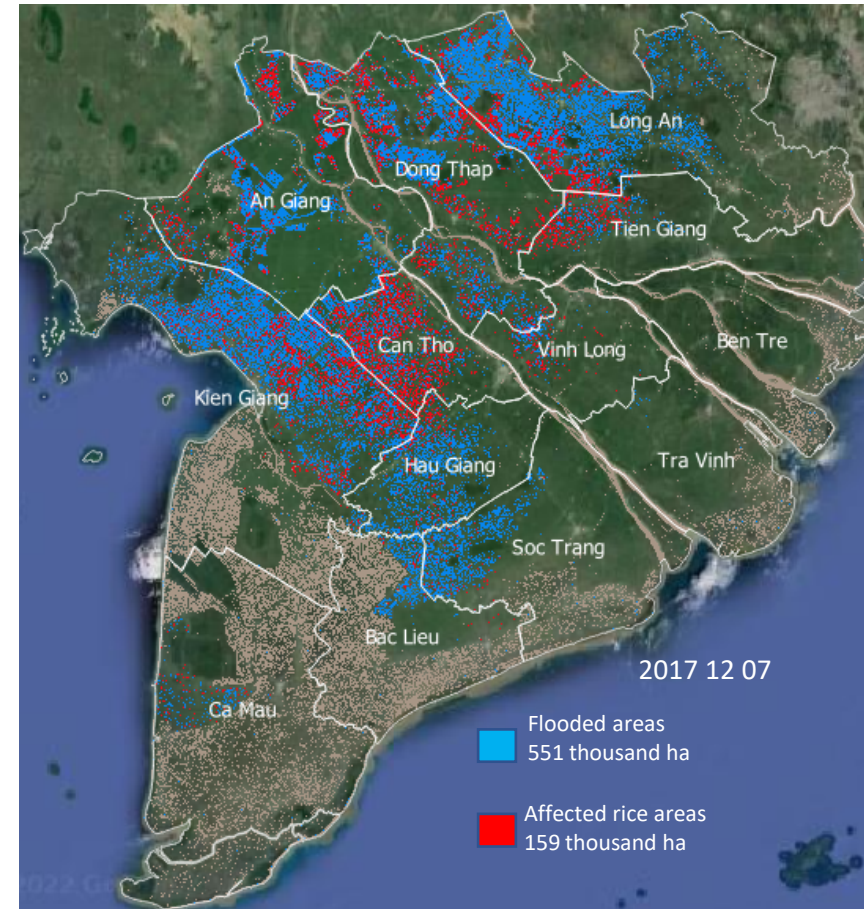 Long An
Dong Thap
An Giang
Tien Giang
Can Tho
Vinh Long
Ben Tre
Kien Giang
Hau Giang
Tra Vinh
Soc Trang
Bac Lieu
2017 12 07
Ca Mau
Flooded areas
551 thousand ha
Affected rice areas
159 thousand ha